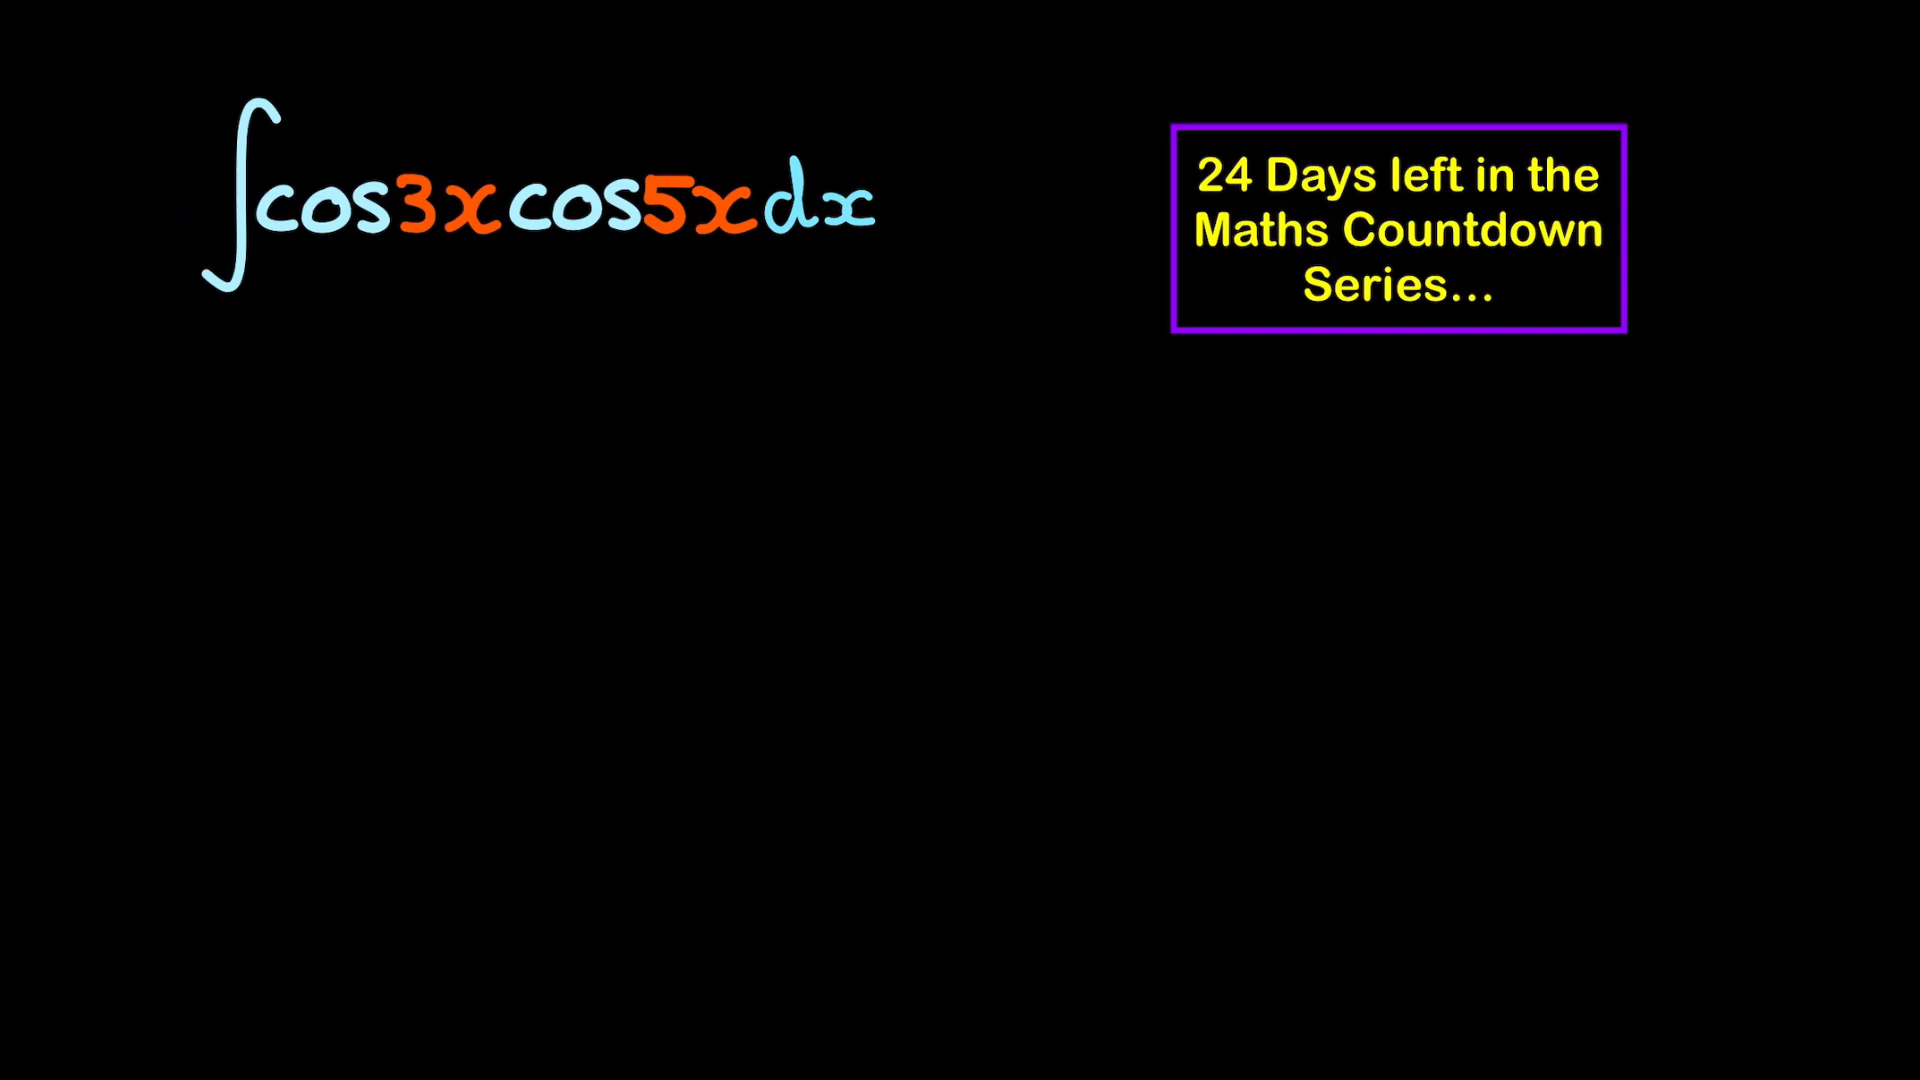 ∫cos3xcos5xdx
24 Days left in the
Maths Countdown
Series...